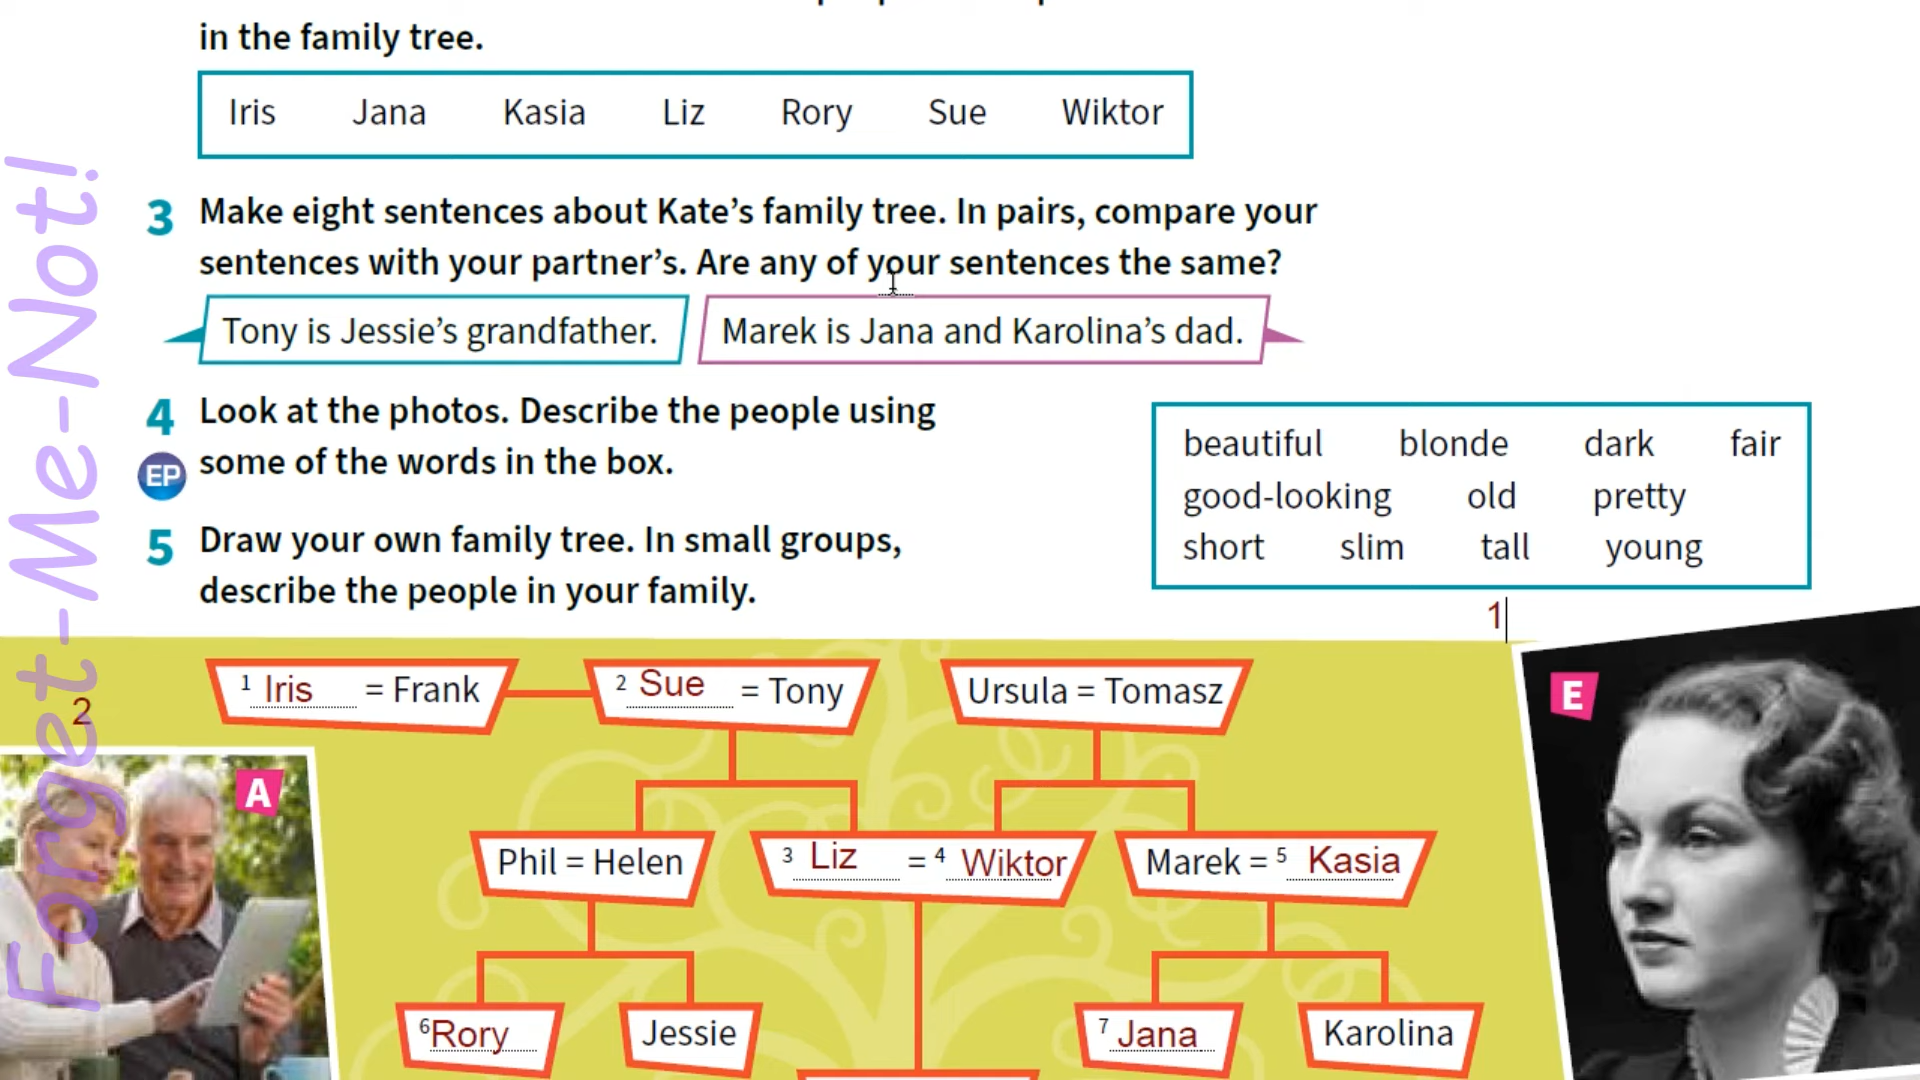 in the family tree.
Iris Jana Kasia Liz Rory Sue Wiktor
3 Make eight sentences about Kate's family tree. In pairs, compare your
sentences with your partner's. Are any of your sentences the same?
Tony is Jessie's grandfather. Marek is Jana and Karolina's dad.
4 Look at the photos. Describe the people using
EP some of the words in the box.
beautiful blonde dark fair
good-looking old pretty
short slim tall young
5 Draw your own family tree. In small groups,
describe the people in your family.
1
1 Iris = Frank 2 Sue = Tony Ursula = Tomasz
E
2
A
Phil = Helen 3 Liz = 4 Wiktor Marek = 5 Kasia
6 Rory Jessie 7 Jana Karolina
Forget-Me-Not!